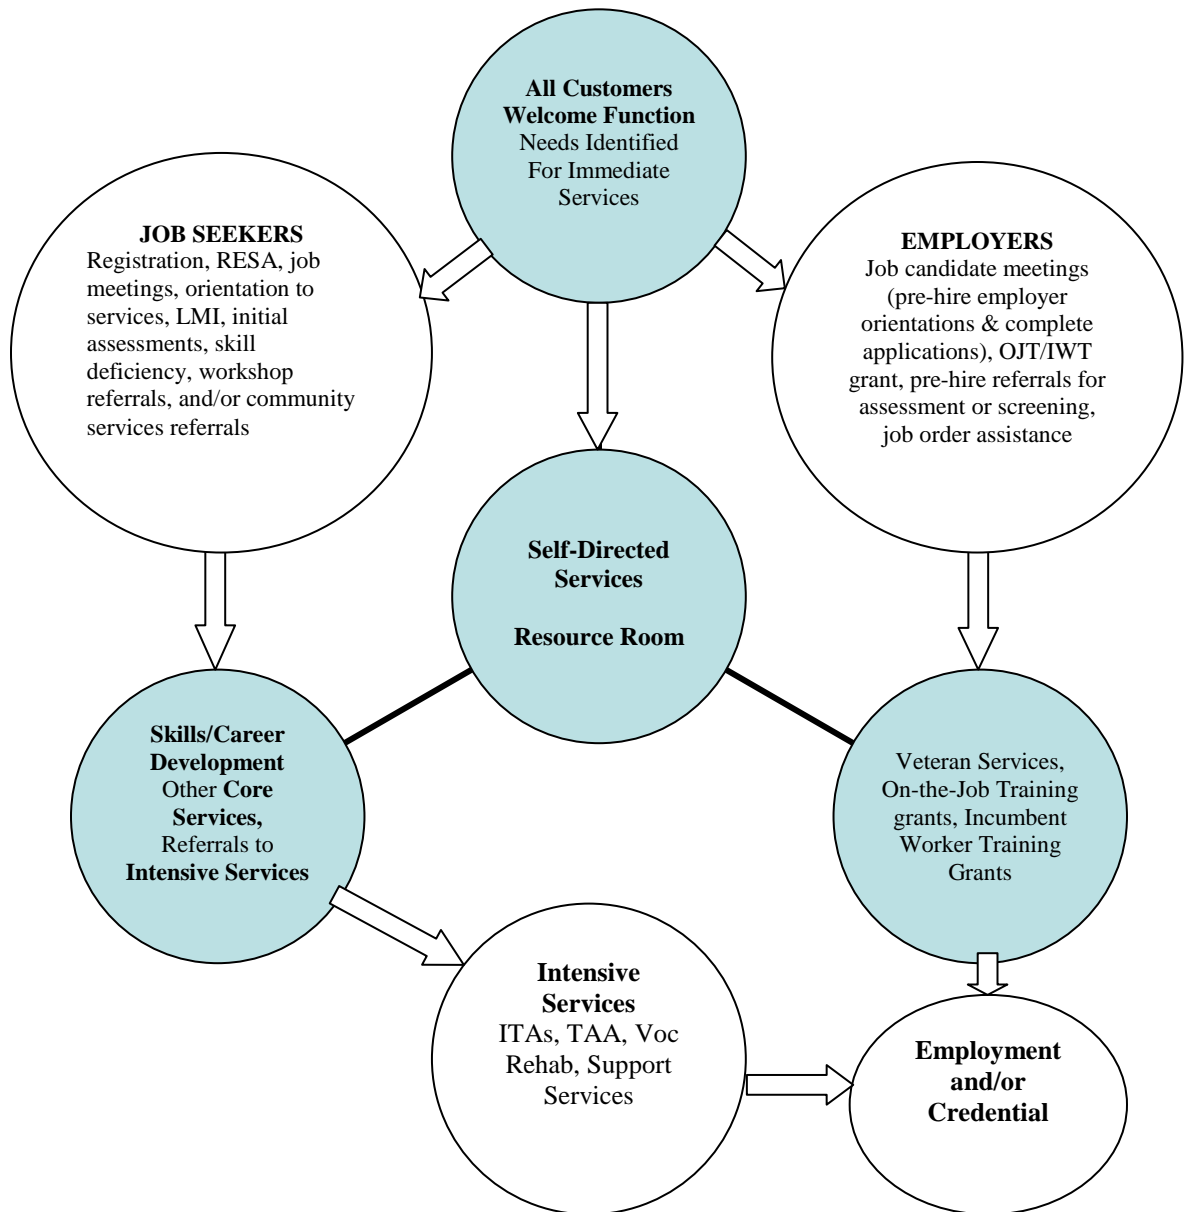 All Customers
Welcome Function
Needs Identified
For Immediate
Services
JOB SEEKERS
Registration, RESA, job
meetings, orientation to
services, LMI, initial
assessments, skill
deficiency, workshop
referrals, and/or community
services referrals
EMPLOYERS
Job candidate meetings
(pre-hire employer
orientations & complete
applications), OJT/IWT
grant, pre-hire referrals for
assessment or screening,
job order assistance
Self-Directed
Services
Resource Room
Skills/Career
Development
Other Core
Services,
Referrals to
Intensive Services
Veteran Services,
On-the-Job Training
grants, Incumbent
Worker Training
Grants
Intensive
Services
ITAs, TAA, Voc
Rehab, Support
Services
Employment
and/or
Credential